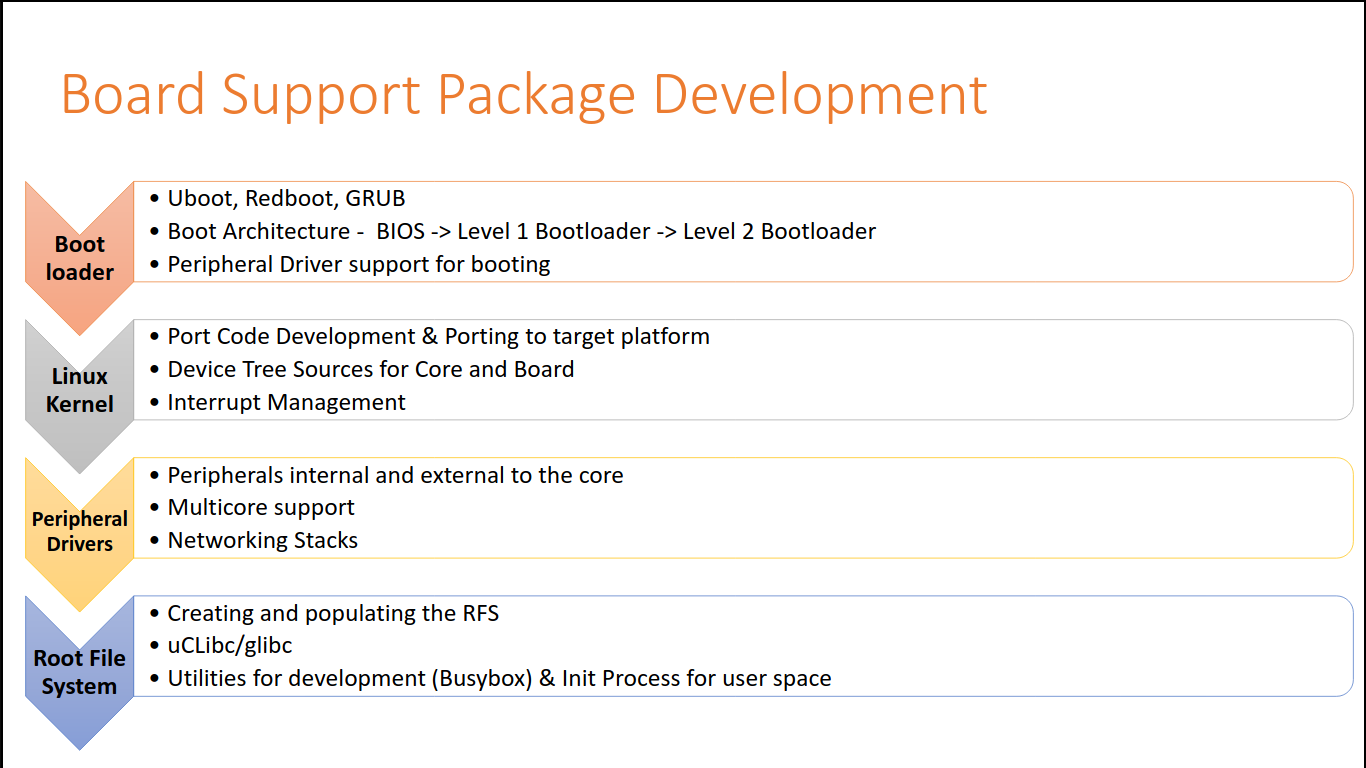 Board Support Package Development
Boot
loader
• Uboot, Redboot, GRUB
• Boot Architecture -  BIOS -> Level 1 Bootloader -> Level 2 Bootloader
• Peripheral Driver support for booting
Linux
Kernel
• Port Code Development & Porting to target platform
• Device Tree Sources for Core and Board
• Interrupt Management
Peripheral
Drivers
• Peripherals internal and external to the core
• Multicore support
• Networking Stacks
Root File
System
• Creating and populating the RFS
• uCLibc/glibc
• Utilities for development (Busybox) & Init Process for user space